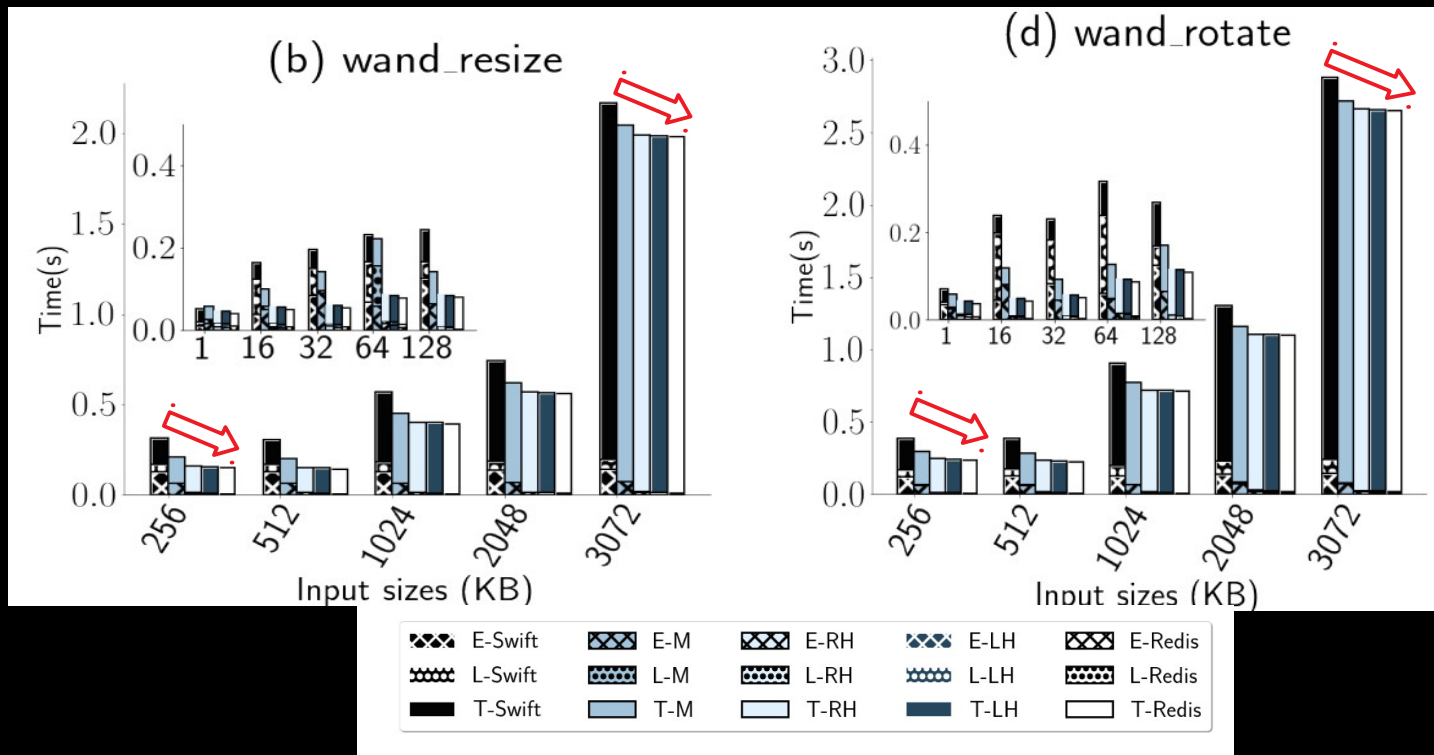 (b) wand_resize
2.0
1.5
1.0
0.5
0.0
Time(s)
0.4
0.2
0.0
1 16 32 64 128
256 512 1024 2048 3072
Input sizes (KB)
(d) wand_rotate
3.0
2.5
2.0
1.5
1.0
0.5
0.0
Time(s)
0.4
0.2
0.0
1 16 32 64 128
256 512 1024 2048 3072
Input sizes (KB)
E-Swift E-M E-RH E-LH E-Redis
L-Swift L-M L-RH L-LH L-Redis
T-Swift T-M T-RH T-LH T-Redis